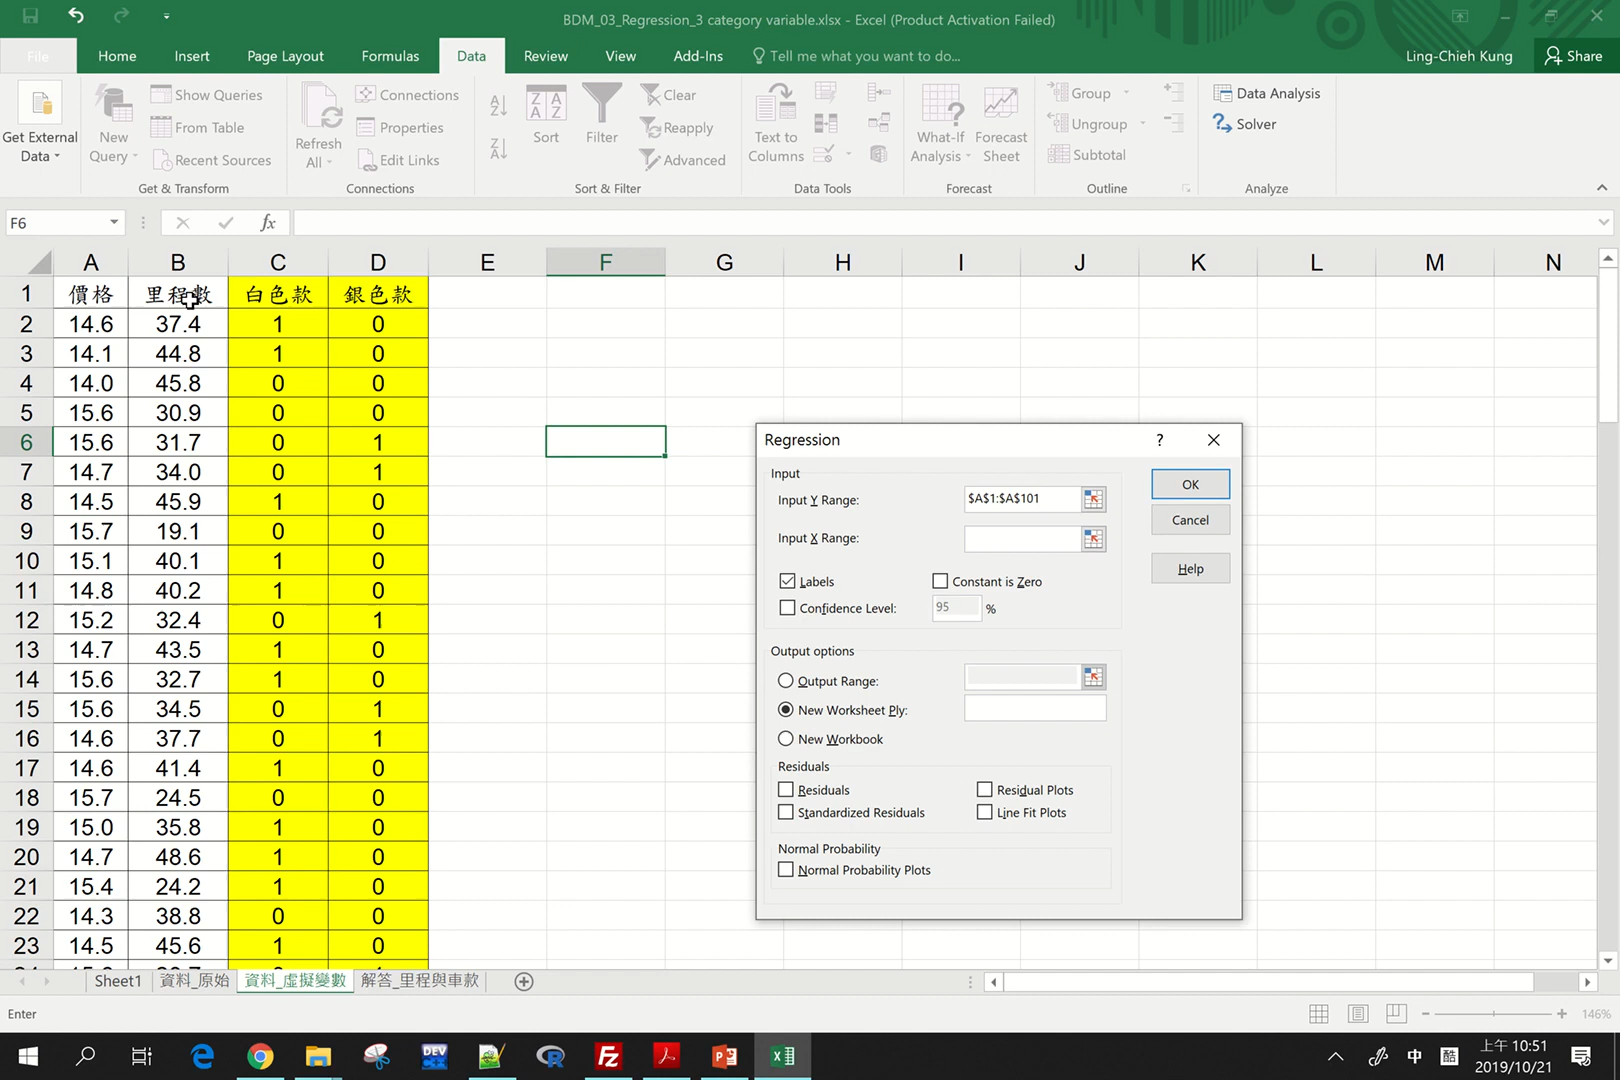 BDM_03_Regression_3 category variable.xlsx - Excel (Product Activation Failed)
File Home Insert Page Layout Formulas Data Review View Add-Ins Tell me what you want to do... Ling-Chieh Kung Share
Get External Data
New Query
Show Queries
From Table
Recent Sources
Get & Transform
Refresh All
Connections
Properties
Edit Links
Connections
Sort
Filter
Clear
Reapply
Advanced
Sort & Filter
Text to Columns
Data Tools
What-If Analysis
Forecast Sheet
Forecast
Group
Ungroup
Subtotal
Outline
Data Analysis
Solver
Analyze
F6 fx
A B C D E F G H I J K L M N
1 價格 里程數 白色款 銀色款
2 14.6 37.4 1 0
3 14.1 44.8 1 0
4 14.0 45.8 0 0
5 15.6 30.9 0 0
6 15.6 31.7 0 1
7 14.7 34.0 0 1
8 14.5 45.9 1 0
9 15.7 19.1 0 0
10 15.1 40.1 1 0
11 14.8 40.2 1 0
12 15.2 32.4 0 1
13 14.7 43.5 1 0
14 15.6 32.7 1 0
15 15.6 34.5 0 1
16 14.6 37.7 0 1
17 14.6 41.4 1 0
18 15.7 24.5 0 0
19 15.0 35.8 1 0
20 14.7 48.6 1 0
21 15.4 24.2 1 0
22 14.3 38.8 0 0
23 14.5 45.6 1 0
Regression ?
Input
Input Y Range: $A$1:$A$101
Input X Range:
Labels Constant is Zero
Confidence Level: 95 %
Output options
Output Range:
New Worksheet Ply:
New Workbook
Residuals
Residuals Residual Plots
Standardized Residuals Line Fit Plots
Normal Probability
Normal Probability Plots
OK
Cancel
Help
Sheet1 資料_原始 資料_虛擬變數 解答_里程與車款
Enter 146%
中 酷 上午 10:51
2019/10/21